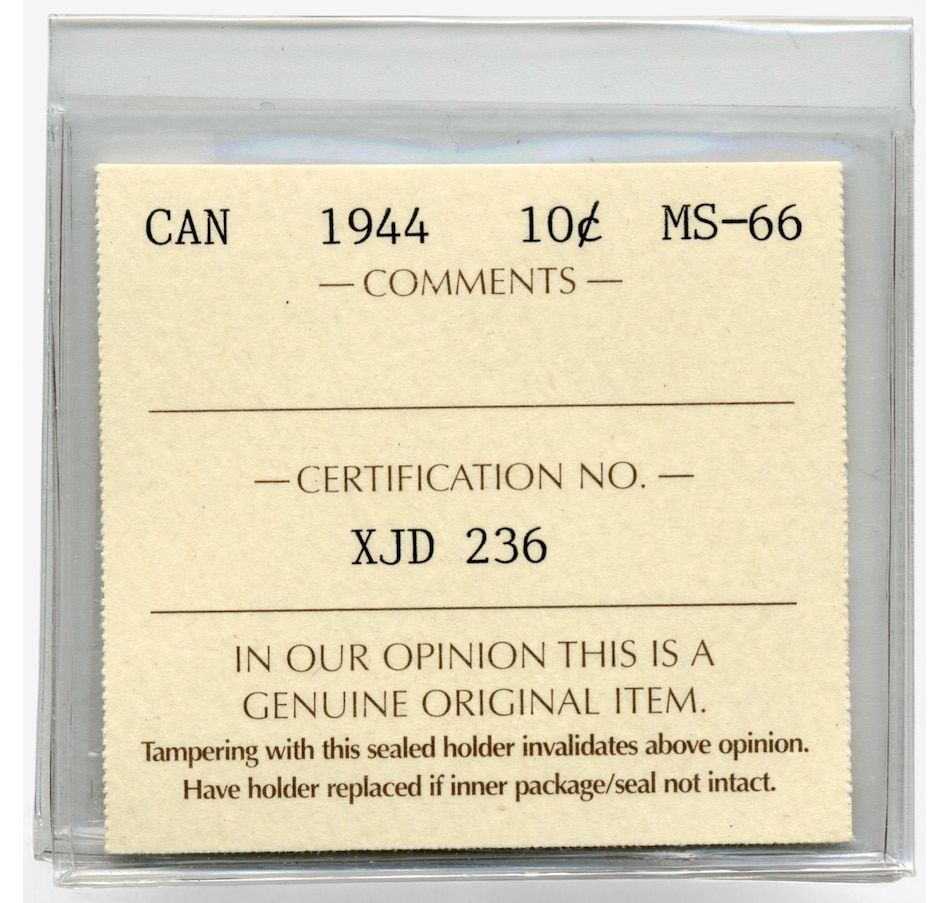 CAN 1944 10¢ MS-66
— COMMENTS —
— CERTIFICATION NO. —
XJD 236
IN OUR OPINION THIS IS A
GENUINE ORIGINAL ITEM.
Tampering with this sealed holder invalidates above opinion.
Have holder replaced if inner package/seal not intact.